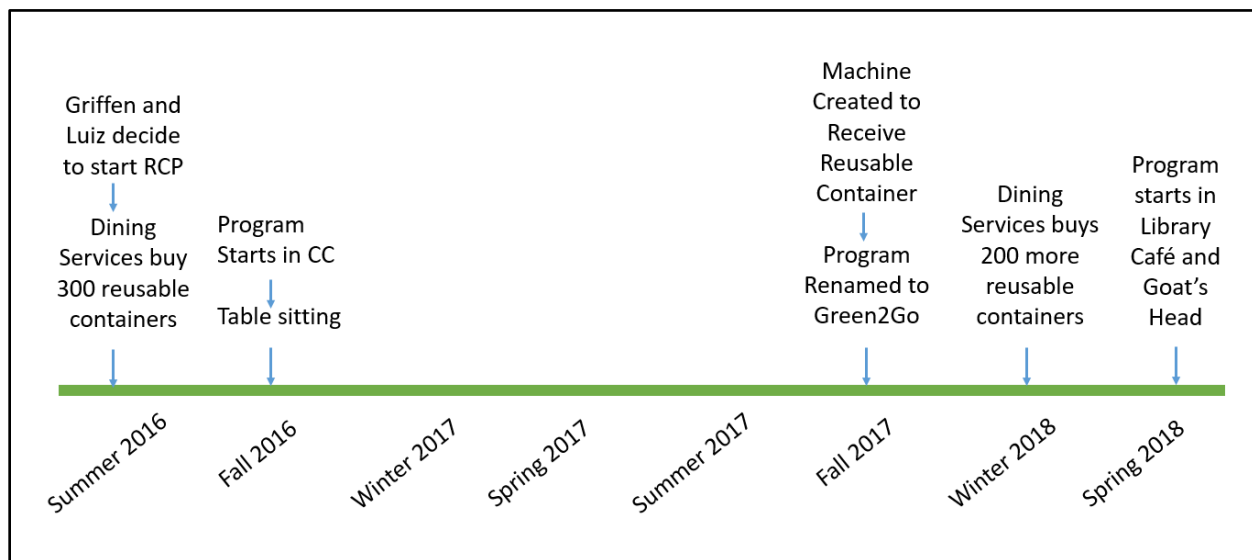 Griffen and
Luiz decide
to start RCP
Dining
Services buy
300 reusable
containers
Program
Starts in CC
Table sitting
Machine
Created to
Receive
Reusable
Container
Program
Renamed to
Green2Go
Dining
Services buys
200 more
reusable
containers
Program
starts in
Library
Café and
Goat's
Head
Summer 2016
Fall 2016
Winter 2017
Spring 2017
Summer 2017
Fall 2017
Winter 2018
Spring 2018